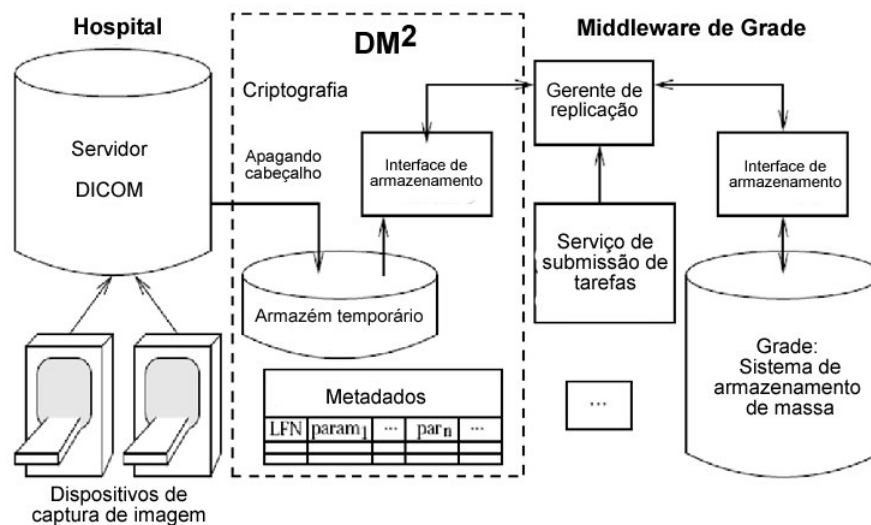 Hospital
Servidor
DICOM
Dispositivos de
captura de imagem
DM²
Criptografia
Apagando
cabeçalho
Interface de
armazenamento
Armazém temporário
Metadados
LFN param₁ ... parₙ ...
Middleware de Grade
Gerente de
replicação
Interface de
armazenamento
Serviço de
submissão de
tarefas
...
Grade:
Sistema de
armazenamento
de massa